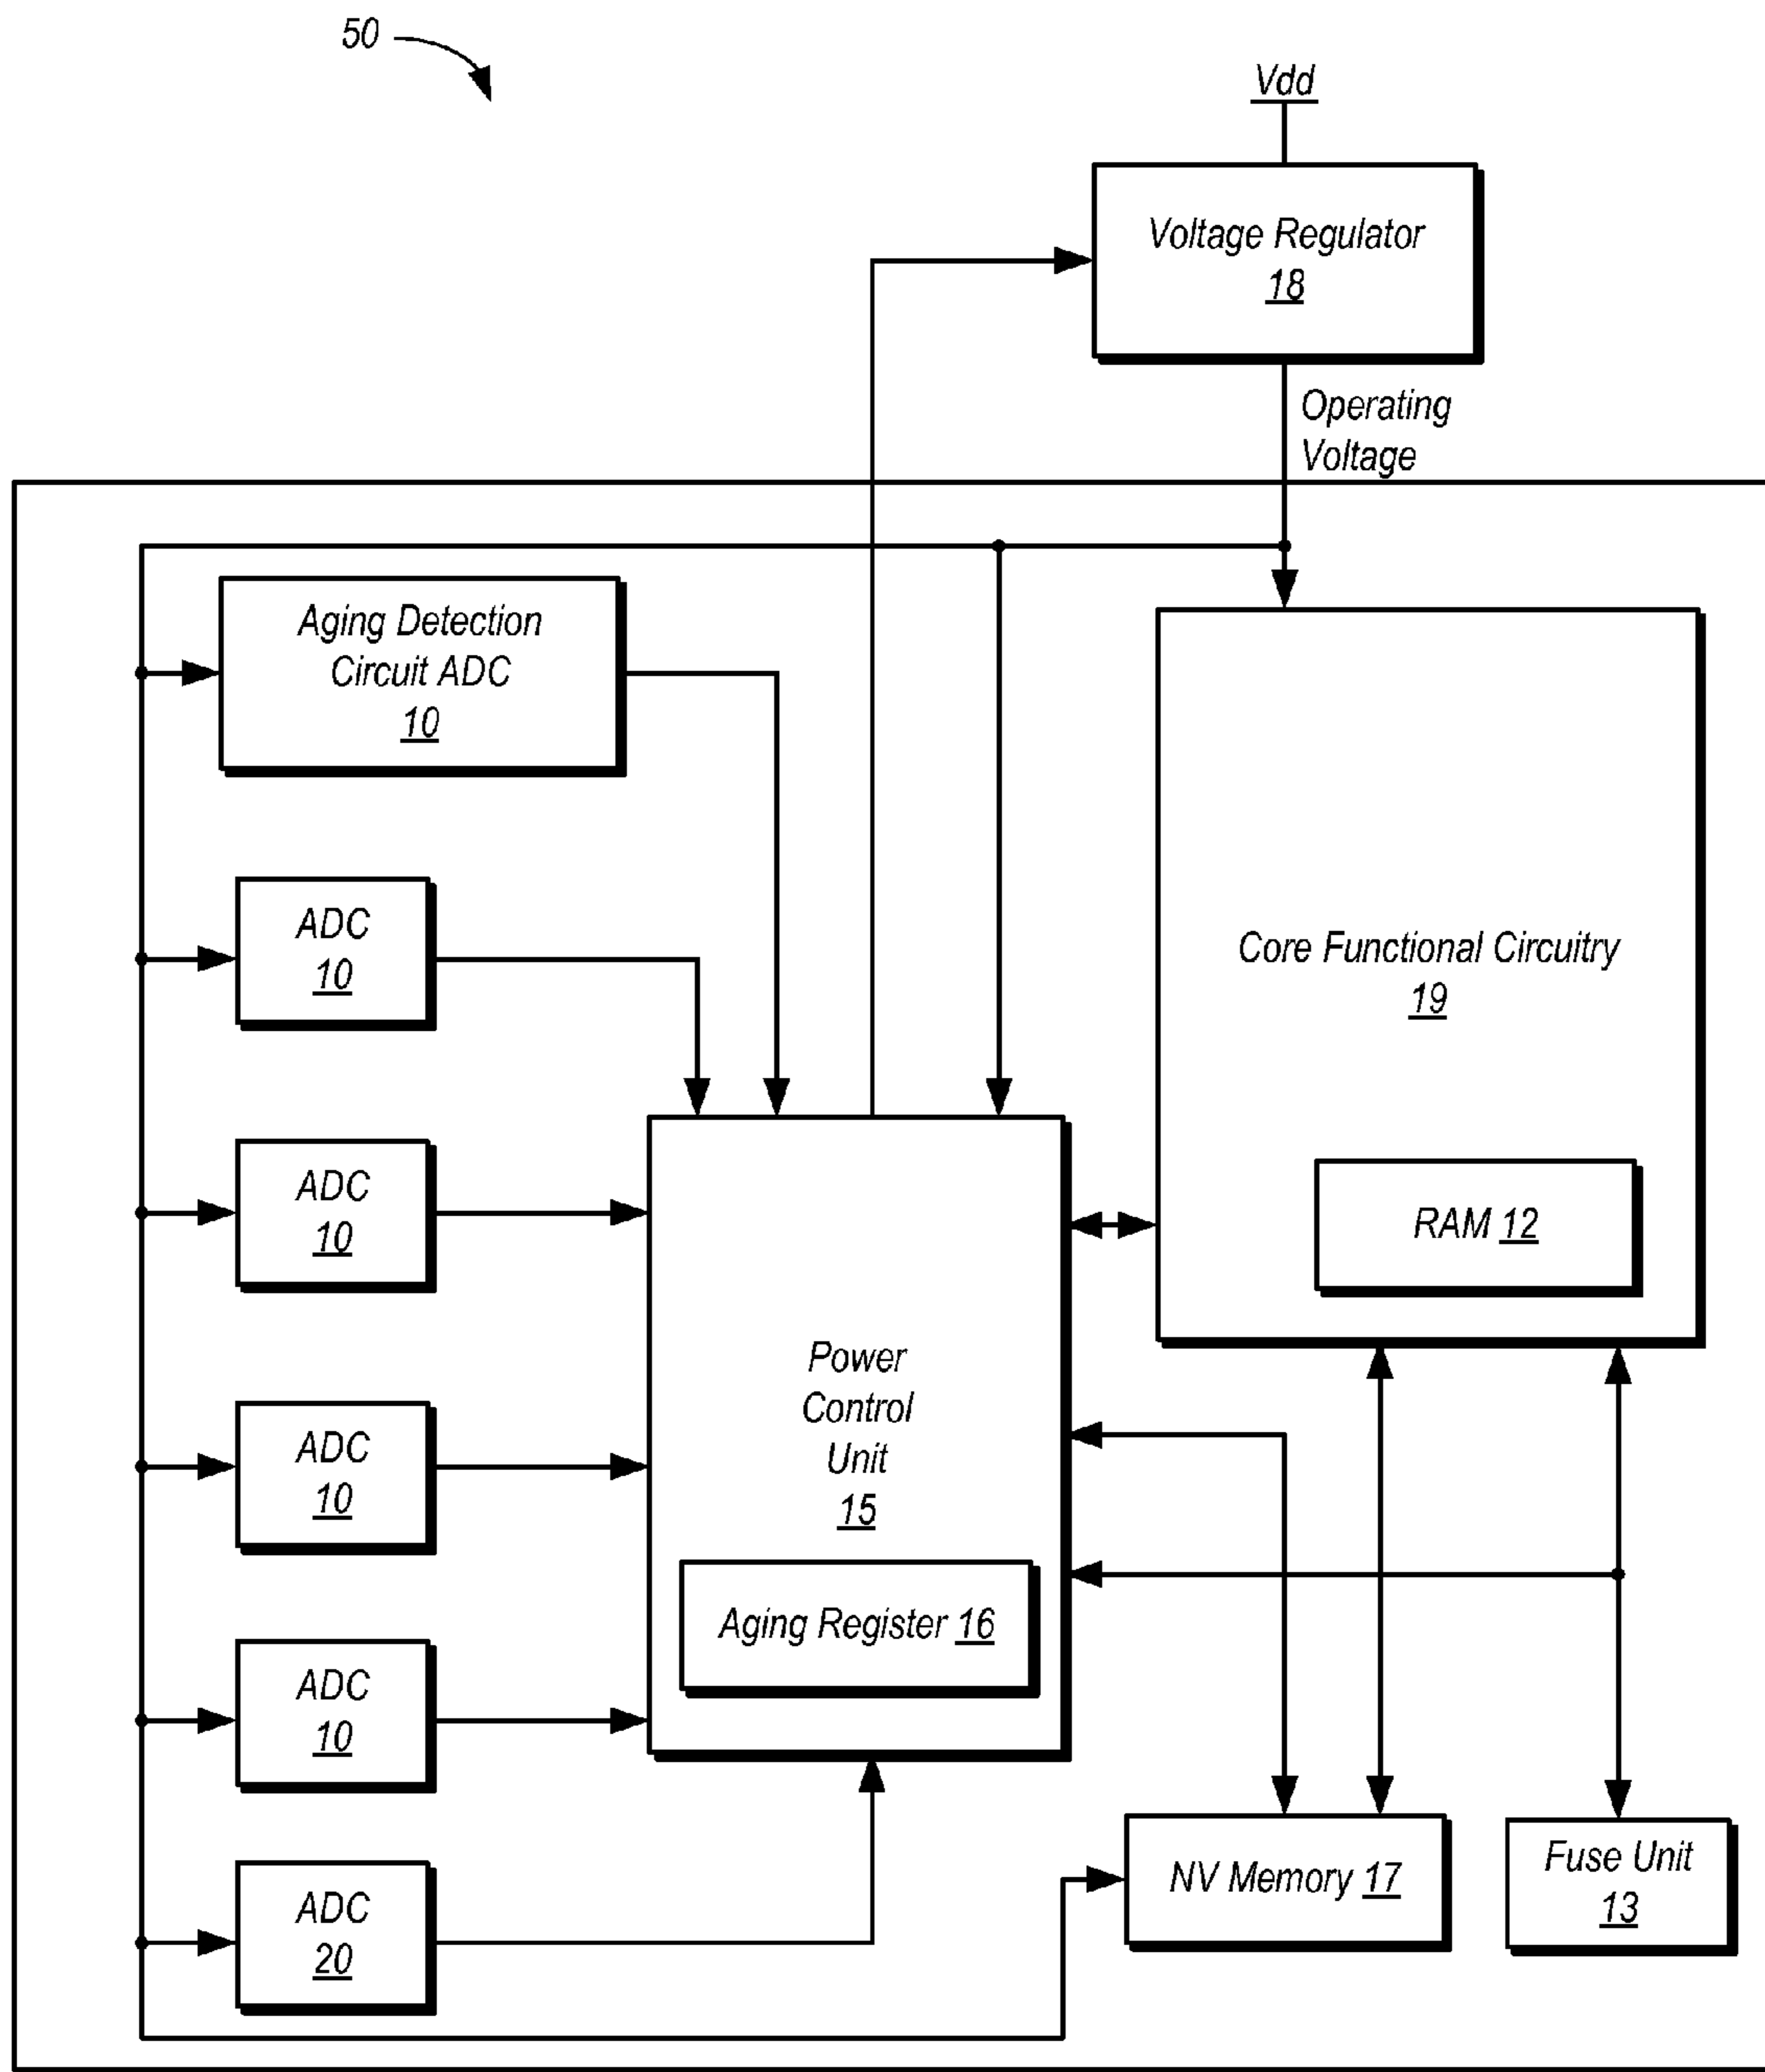 50
Vdd
Voltage Regulator
18
Operating
Voltage
Aging Detection
Circuit ADC
10
ADC
10
Core Functional Circuitry
19
ADC
10
RAM 12
Power
Control
Unit
15
ADC
10
Aging Register 16
ADC
10
NV Memory 17
Fuse Unit
13
ADC
20